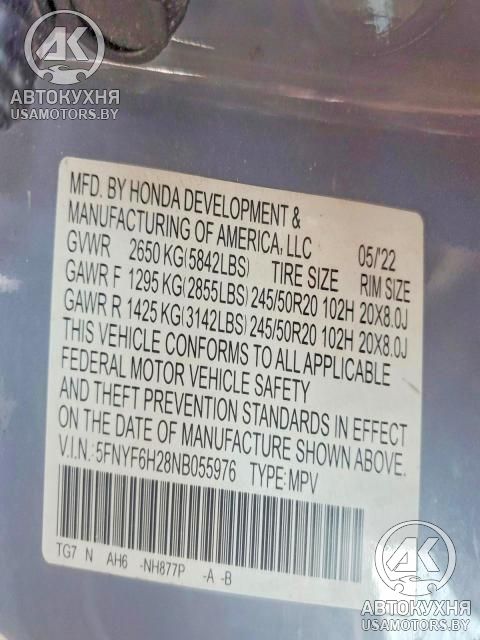 AK
АВТОКУХНЯ
USAMOTORS.BY
MFD. BY HONDA DEVELOPMENT &
MANUFACTURING OF AMERICA, LLC 05/'22
GVWR 2650 KG(5842LBS) TIRE SIZE RIM SIZE
GAWR F 1295 KG(2855LBS) 245/50R20 102H 20X8.0J
GAWR R 1425 KG(3142LBS) 245/50R20 102H 20X8.0J
THIS VEHICLE CONFORMS TO ALL APPLICABLE
FEDERAL MOTOR VEHICLE SAFETY
AND THEFT PREVENTION STANDARDS IN EFFECT
ON THE DATE OF MANUFACTURE SHOWN ABOVE.
V.I.N.: 5FNYF6H28NB055976 TYPE: MPV
TG7 N AH6 -NH877P -A -B
AK
АВТОКУХНЯ
USAMOTORS.BY